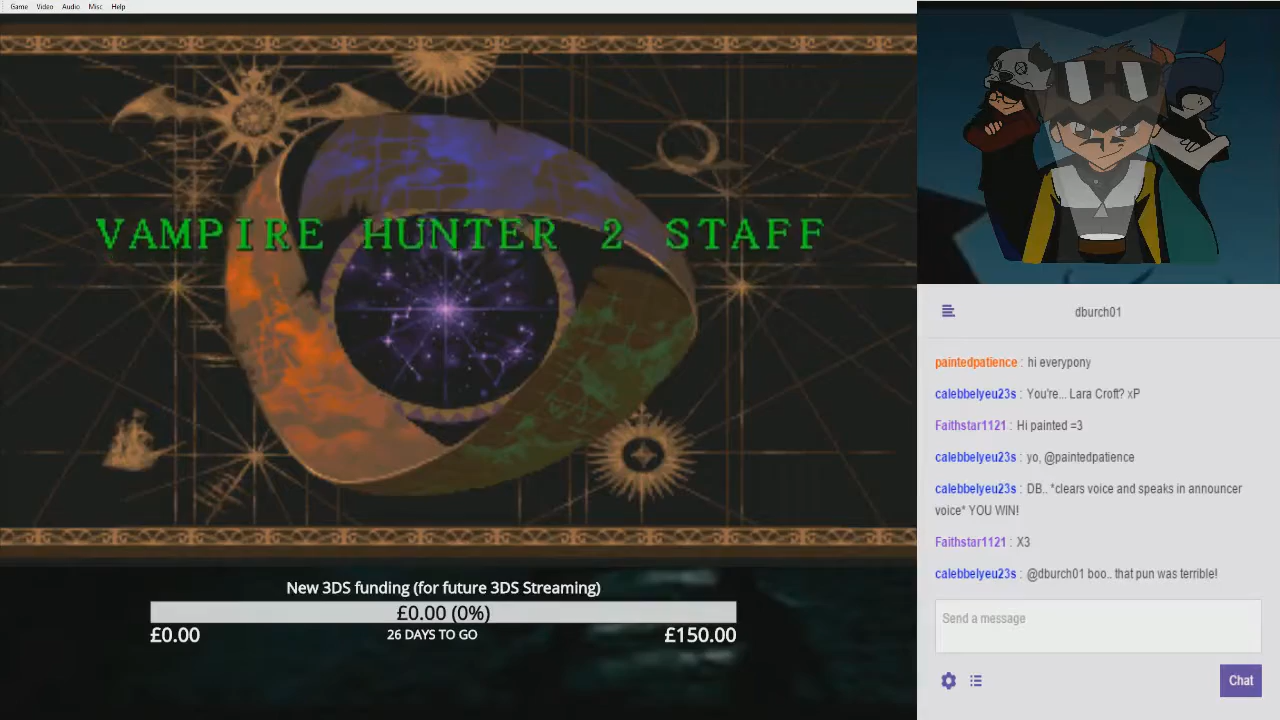 Game Video Audio Misc Help
VAMPIRE HUNTER 2 STAFF
New 3DS funding (for future 3DS Streaming)
£0.00 (0%)
£0.00 26 DAYS TO GO £150.00
dburch01
paintedpatience : hi everypony
calebbelyeu23s : You're... Lara Croft? xP
Faithstar1121 : Hi painted =3
calebbelyeu23s : yo, @paintedpatience
calebbelyeu23s : DB.. *clears voice and speaks in announcer
voice* YOU WIN!
Faithstar1121 : X3
calebbelyeu23s : @dburch01 boo.. that pun was terrible!
Send a message
Chat